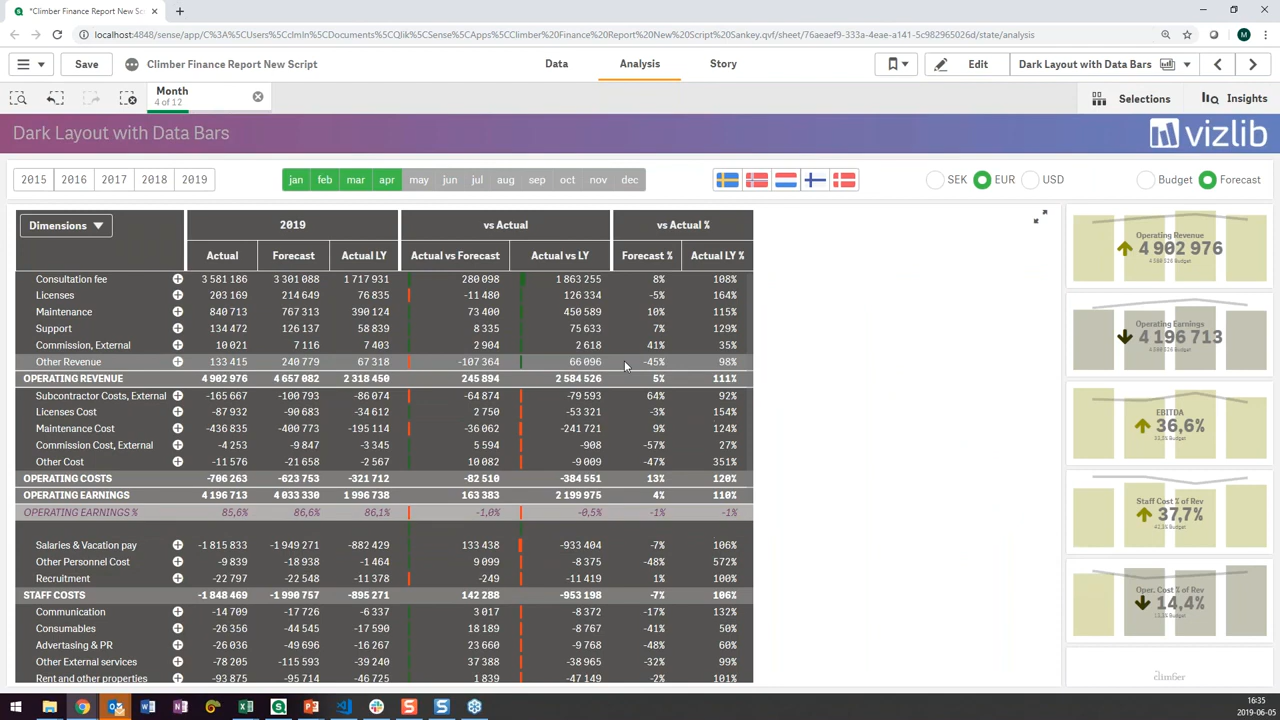 *Climber Finance Report New Scr
localhost:4848/sense/app/C%3A%5CUsers%5Cclmln%5CDocuments%5CQlik%5CSense%5CApps%5CClimber%20Finance%20Report%20New%20Script%20Sankey.qvf/sheet/76aeaef9-333a-4eae-a141-5c982965026d/state/analysis
M
Save Climber Finance Report New Script Data Analysis Story Edit Dark Layout with Data Bars
Month
4 of 12
Selections Insights
Dark Layout with Data Bars vizlib
2015 2016 2017 2018 2019 jan feb mar apr may jun jul aug sep oct nov dec SEK EUR USD Budget Forecast
Dimensions 2019 vs Actual vs Actual %
Actual Forecast Actual LY Actual vs Forecast Actual vs LY Forecast % Actual LY %
Consultation fee 3 581 186 3 301 088 1 717 931 280 098 1 863 255 8% 108%
Licenses 203 169 214 649 76 835 -11 480 126 334 -5% 164%
Maintenance 840 713 767 313 390 124 73 400 450 589 10% 115%
Support 134 472 126 137 58 839 8 335 75 633 7% 129%
Commission, External 10 021 7 116 7 403 2 904 2 618 41% 35%
Other Revenue 133 415 240 779 67 318 -107 364 66 096 -45% 98%
OPERATING REVENUE 4 902 976 4 657 082 2 318 450 245 894 2 584 526 5% 111%
Subcontractor Costs, External -165 667 -100 793 -86 074 -64 874 -79 593 64% 92%
Licenses Cost -87 932 -90 683 -34 612 2 750 -53 321 -3% 154%
Maintenance Cost -436 835 -400 773 -195 114 -36 062 -241 721 9% 124%
Commission Cost, External -4 253 -9 847 -3 345 5 594 -908 -57% 27%
Other Cost -11 576 -21 658 -2 567 10 082 -9 009 -47% 351%
OPERATING COSTS -706 263 -623 753 -321 712 -82 510 -384 551 13% 120%
OPERATING EARNINGS 4 196 713 4 033 330 1 996 738 163 383 2 199 975 4% 110%
OPERATING EARNINGS % 85,6% 86,6% 86,1% -1,0% -0,5% -1% -1%
Salaries & Vacation pay -1 815 833 -1 949 271 -882 429 133 438 -933 404 -7% 106%
Other Personnel Cost -9 839 -18 938 -1 464 9 099 -8 375 -48% 572%
Recruitment -22 797 -22 548 -11 378 -249 -11 419 1% 100%
STAFF COSTS -1 848 469 -1 990 757 -895 271 142 288 -953 198 -7% 106%
Communication -14 709 -17 726 -6 337 3 017 -8 372 -17% 132%
Consumables -26 356 -44 545 -17 590 18 189 -8 767 -41% 50%
Advertasing & PR -26 036 -49 696 -16 267 23 660 -9 768 -48% 60%
Other External services -78 205 -115 593 -39 240 37 388 -38 965 -32% 99%
Rent and other properties -93 875 -95 714 -46 725 1 839 -47 149 -2% 101%
Operating Revenue
4 902 976
Operating Earnings
4 196 713
EBITDA
36,6%
Staff Cost % of Rev
37,7%
Oper. Cost % of Rev
14,4%
climber
16:35
2019-06-05